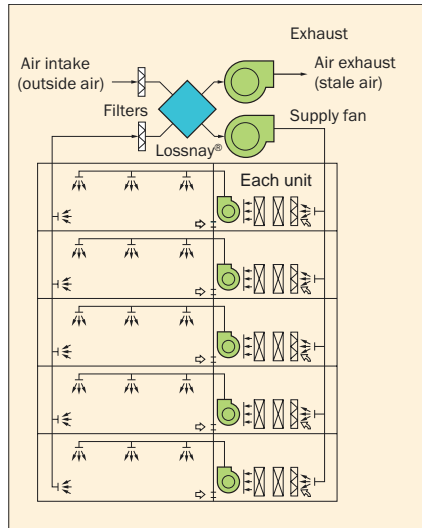 Exhaust
Air intake
(outside air)
Air exhaust
(stale air)
Filters
Supply fan
Lossnay®
Each unit